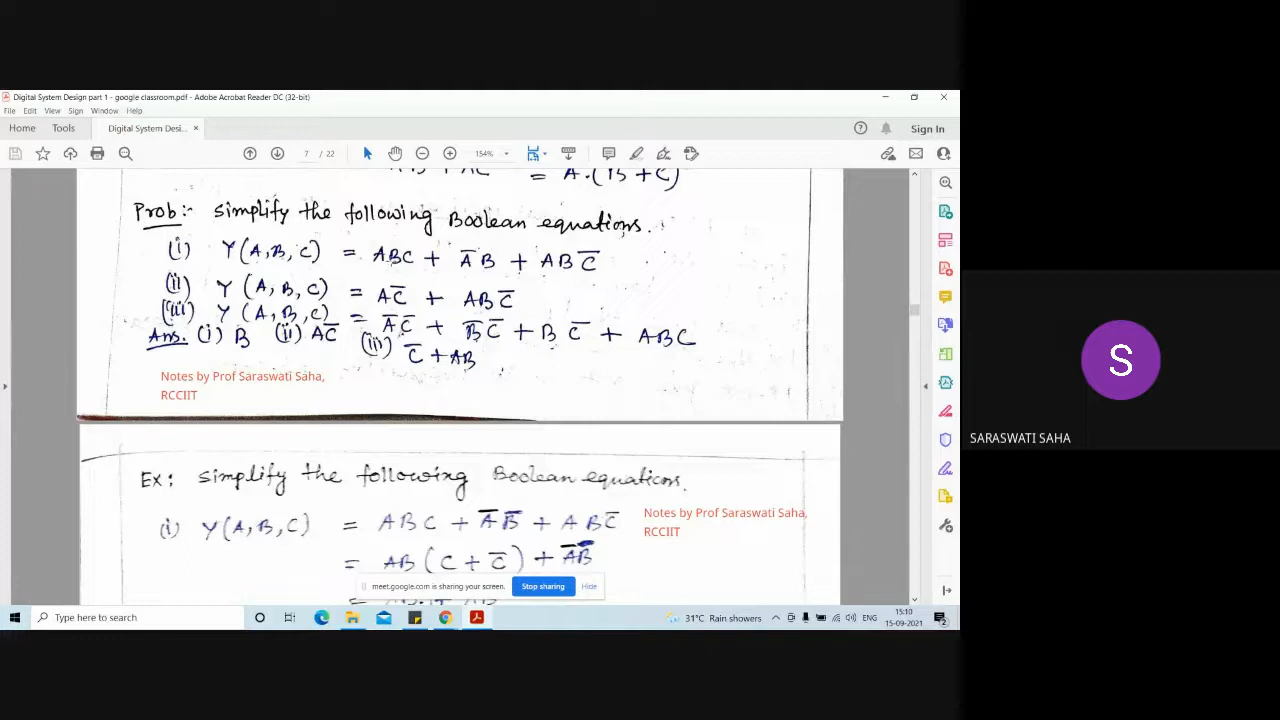 Digital System Design part 1 - google classroom.pdf - Adobe Acrobat Reader DC (32-bit)
File Edit View Sign Window Help
Home Tools Digital System Desi... × Sign In
7 / 22 154%
= A.(B+C)
Prob:- Simplify the following Boolean equations.
(i) Y(A,B,C) = ABC + A̅B + ABC̅
(ii) Y(A,B,C) = AC̅ + ABC̅
(iii) Y(A,B,C) = A̅C̅ + B̅C̅ + BC̅ + ABC
Ans. (i) B (ii) AC̅ (iii) C̅ + AB
Notes by Prof Saraswati Saha,
RCCIIT
SARASWATI SAHA
Ex: Simplify the following Boolean equations.
(i) Y(A,B,C) = ABC + A̅B̅ + ABC̅
Notes by Prof Saraswati Saha,
RCCIIT
= AB(C+C̅) + A̅B̅
meet.google.com is sharing your screen. Stop sharing Hide
Type here to search
31°C Rain showers ENG 15:10
15-09-2021
S